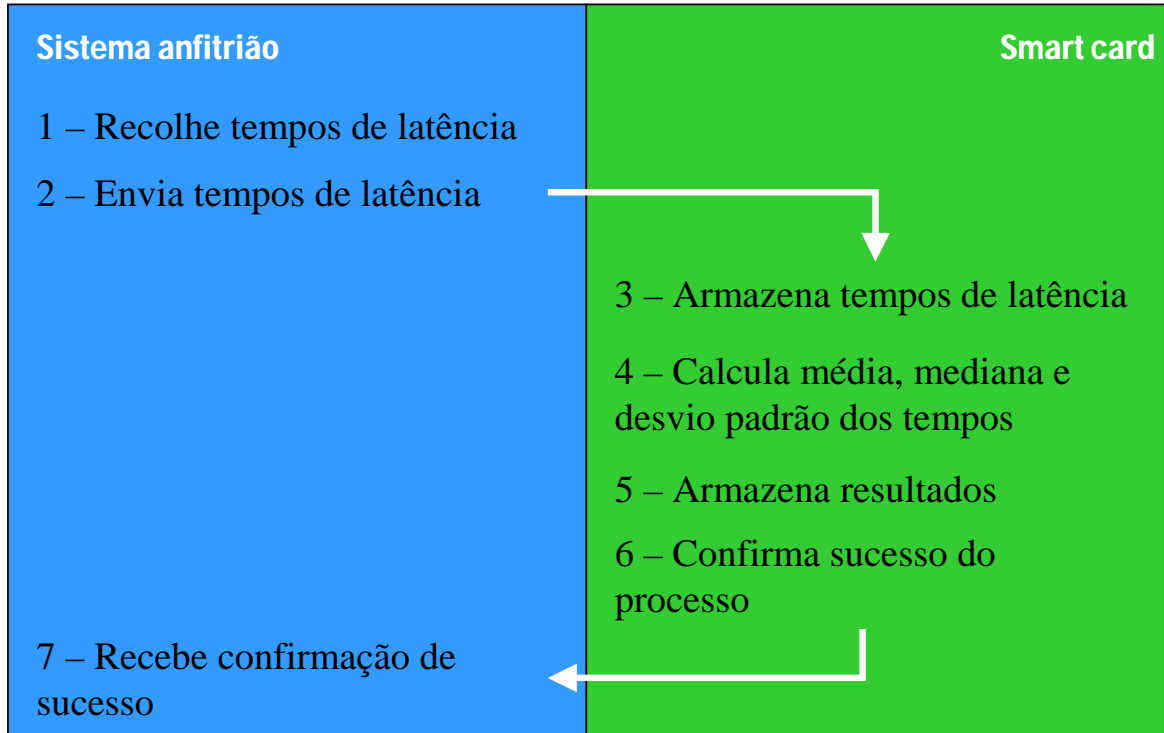 Sistema anfitrião
Smart card
1 – Recolhe tempos de latência
2 – Envia tempos de latência
3 – Armazena tempos de latência
4 – Calcula média, mediana e
desvio padrão dos tempos
5 – Armazena resultados
6 – Confirma sucesso do
processo
7 – Recebe confirmação de
sucesso